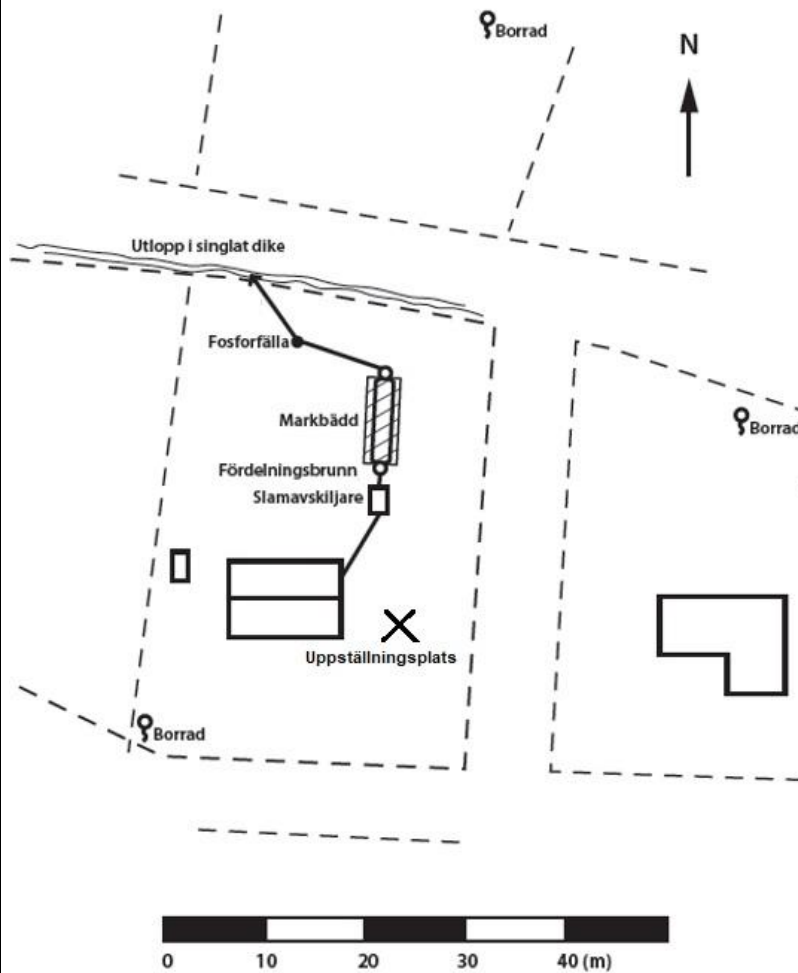 Borrad
N
Utlopp i singlat dike
Fosforfälla
Markbädd
Borrad
Fördelningsbrunn
Slamavskiljare
Uppställningsplats
Borrad
0 10 20 30 40 (m)